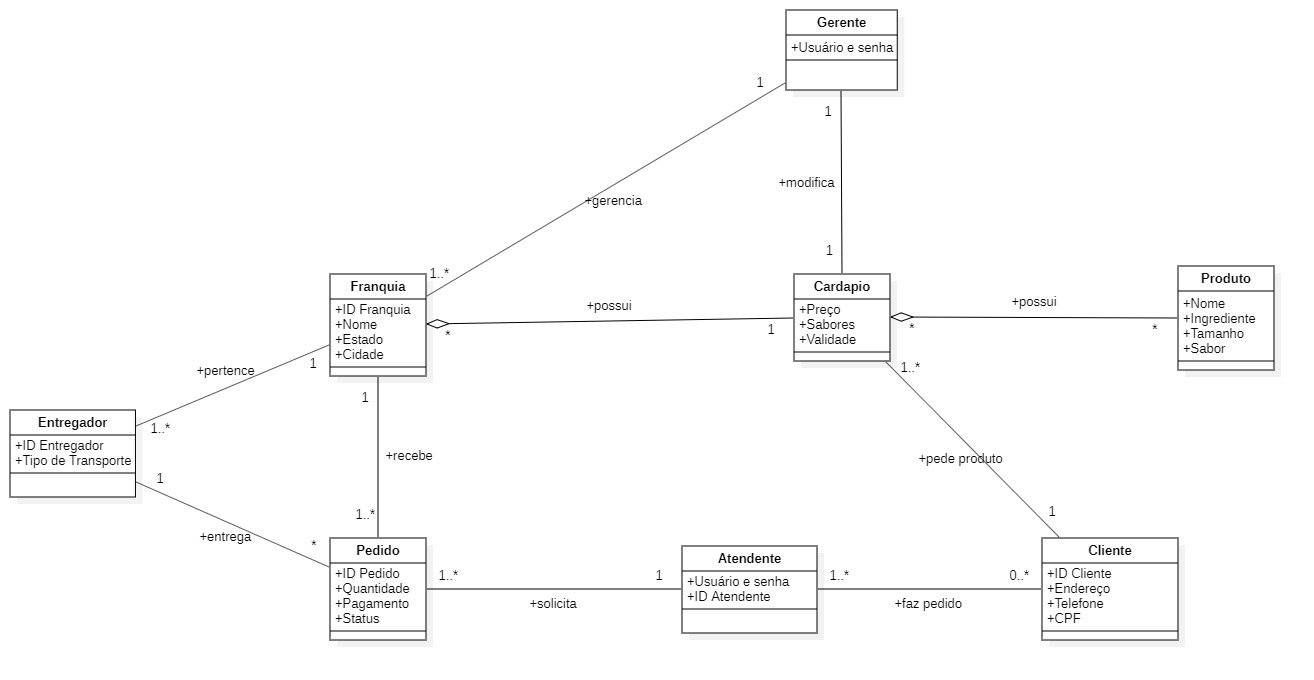 Gerente
+Usuário e senha
1
1
+modifica
+gerencia
1
1..*
Franquia
+ID Franquia
+Nome
+Estado
+Cidade
+possui
*
1
Cardapio
+Preço
+Sabores
+Validade
+possui
*
*
Produto
+Nome
+Ingrediente
+Tamanho
+Sabor
+pertence
1
1..*
1
1..*
+recebe
+pede produto
1..*
1
Entregador
+ID Entregador
+Tipo de Transporte
1
+entrega
*
Pedido
+ID Pedido
+Quantidade
+Pagamento
+Status
1..*
1
+solicita
Atendente
+Usuário e senha
+ID Atendente
1..*
0..*
+faz pedido
Cliente
+ID Cliente
+Endereço
+Telefone
+CPF